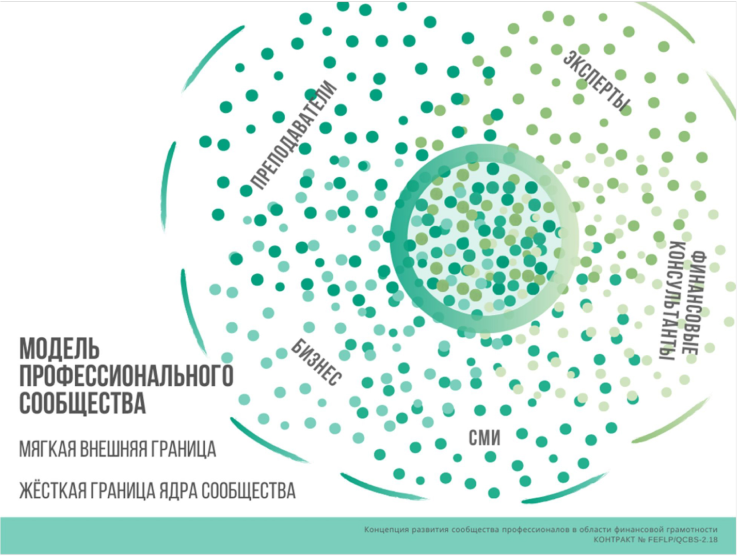 ПРЕПОДАВАТЕЛИ
ЭКСПЕРТЫ
ФИНАНСОВЫЕ
КОНСУЛЬТАНТЫ
БИЗНЕС
СМИ
МОДЕЛЬ
ПРОФЕССИОНАЛЬНОГО
СООБЩЕСТВА
МЯГКАЯ ВНЕШНЯЯ ГРАНИЦА
ЖЁСТКАЯ ГРАНИЦА ЯДРА СООБЩЕСТВА
Концепция развития сообщества профессионалов в области финансовой грамотности
КОНТРАКТ № FEFLP/QCBS-2.18